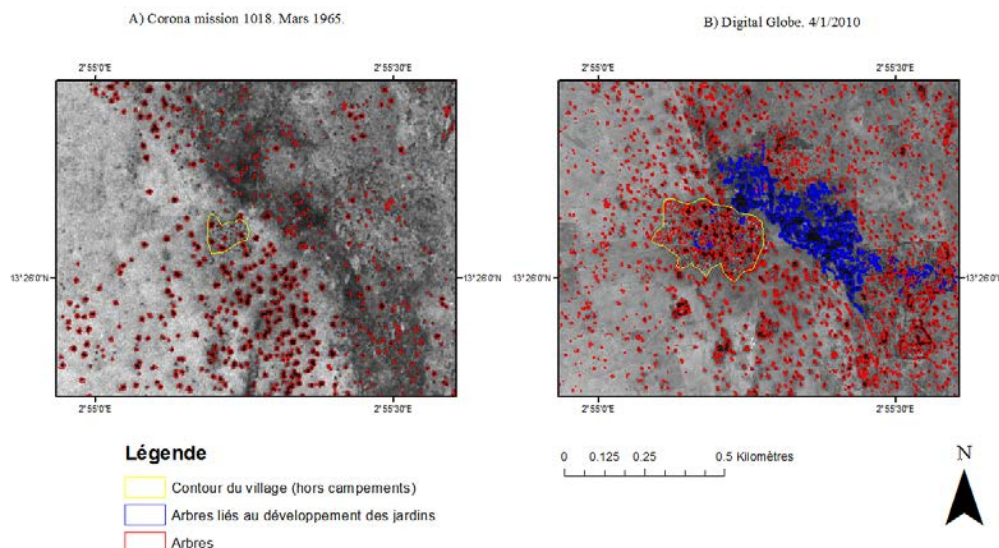 A) Corona mission 1018. Mars 1965.
B) Digital Globe. 4/1/2010
2°55'0"E
2°55'30"E
2°55'0"E
2°55'30"E
13°26'0"N
13°26'0"N
13°26'0"N
13°26'0"N
2°55'0"E
2°55'30"E
2°55'0"E
2°55'30"E
Légende
Contour du village (hors campements)
Arbres liés au développement des jardins
Arbres
0 0.125 0.25 0.5 Kilomètres
N